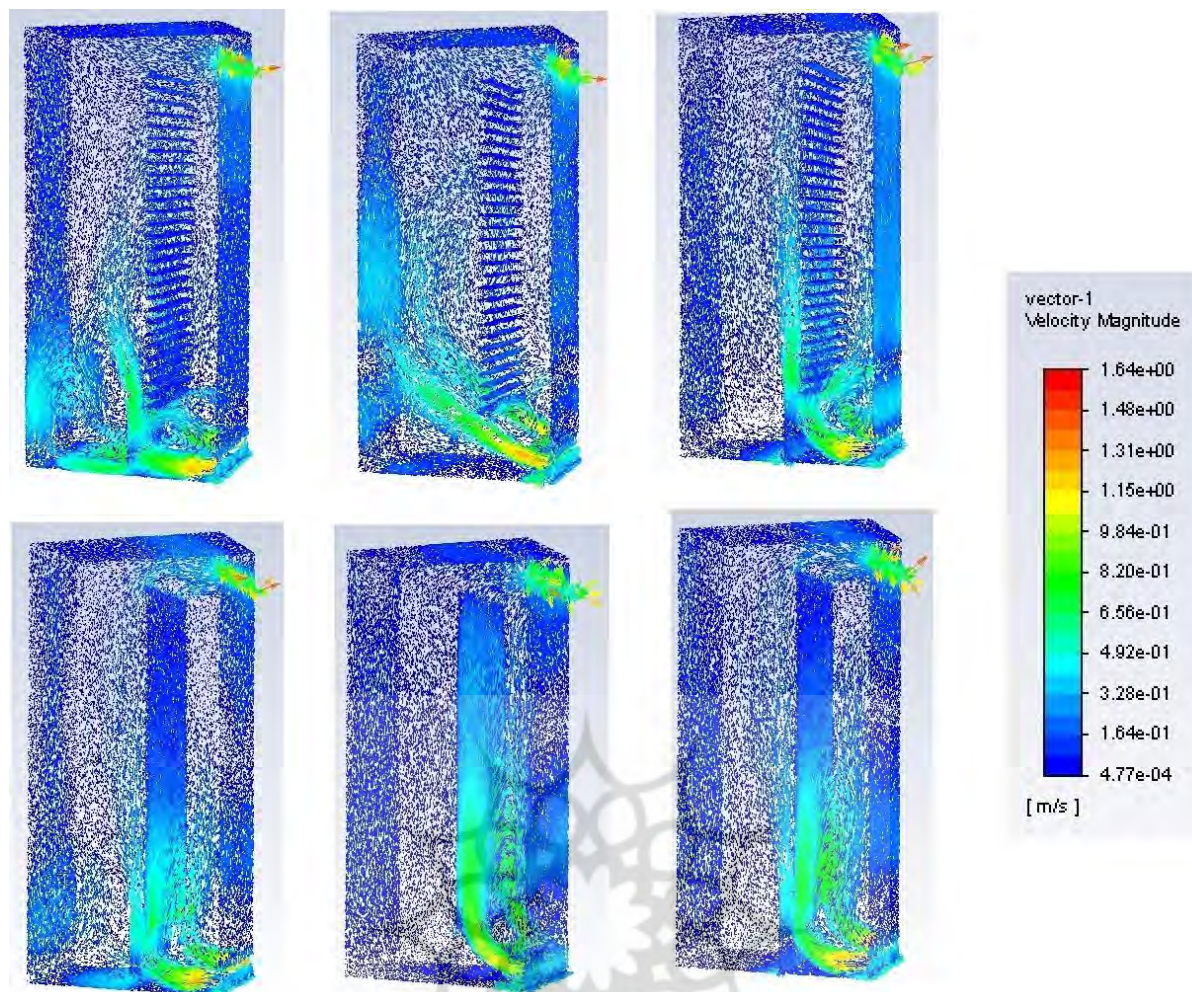 vector-1
Velocity Magnitude
1.64e+00
1.48e+00
1.31e+00
1.15e+00
9.84e-01
8.20e-01
6.56e-01
4.92e-01
3.28e-01
1.64e-01
4.77e-04
[ m/s ]